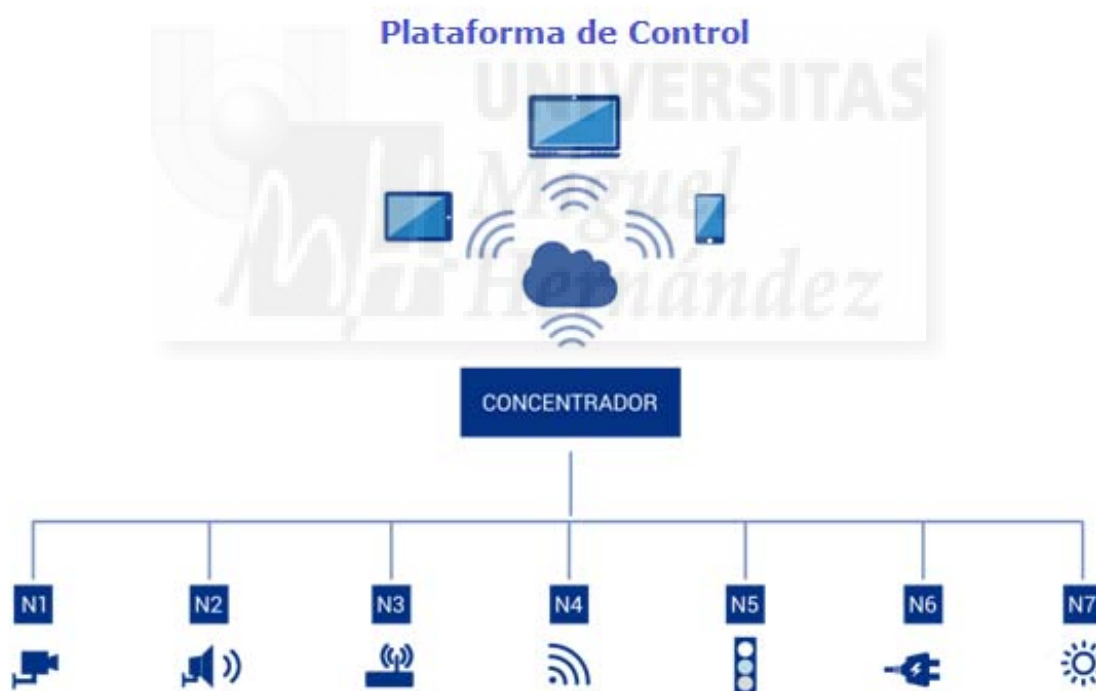 Plataforma de Control
UNIVERSITAS
Miguel
Hernández
CONCENTRADOR
N1 N2 N3 N4 N5 N6 N7